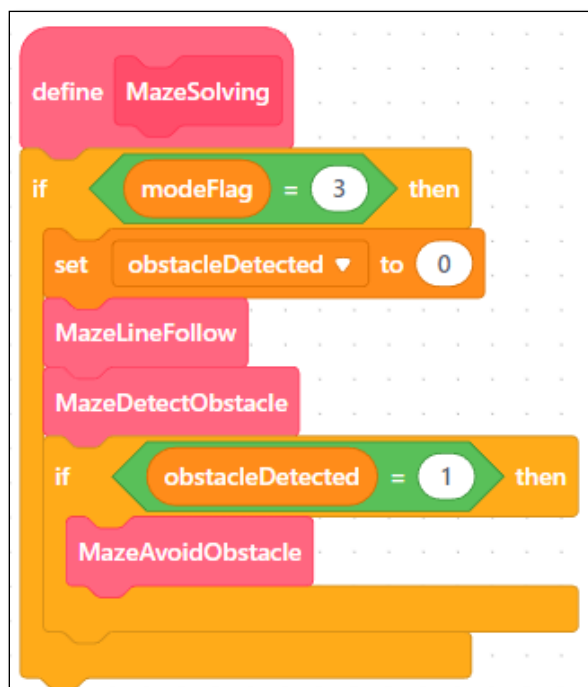 define MazeSolving
if modeFlag = 3 then
set obstacleDetected to 0
MazeLineFollow
MazeDetectObstacle
if obstacleDetected = 1 then
MazeAvoidObstacle